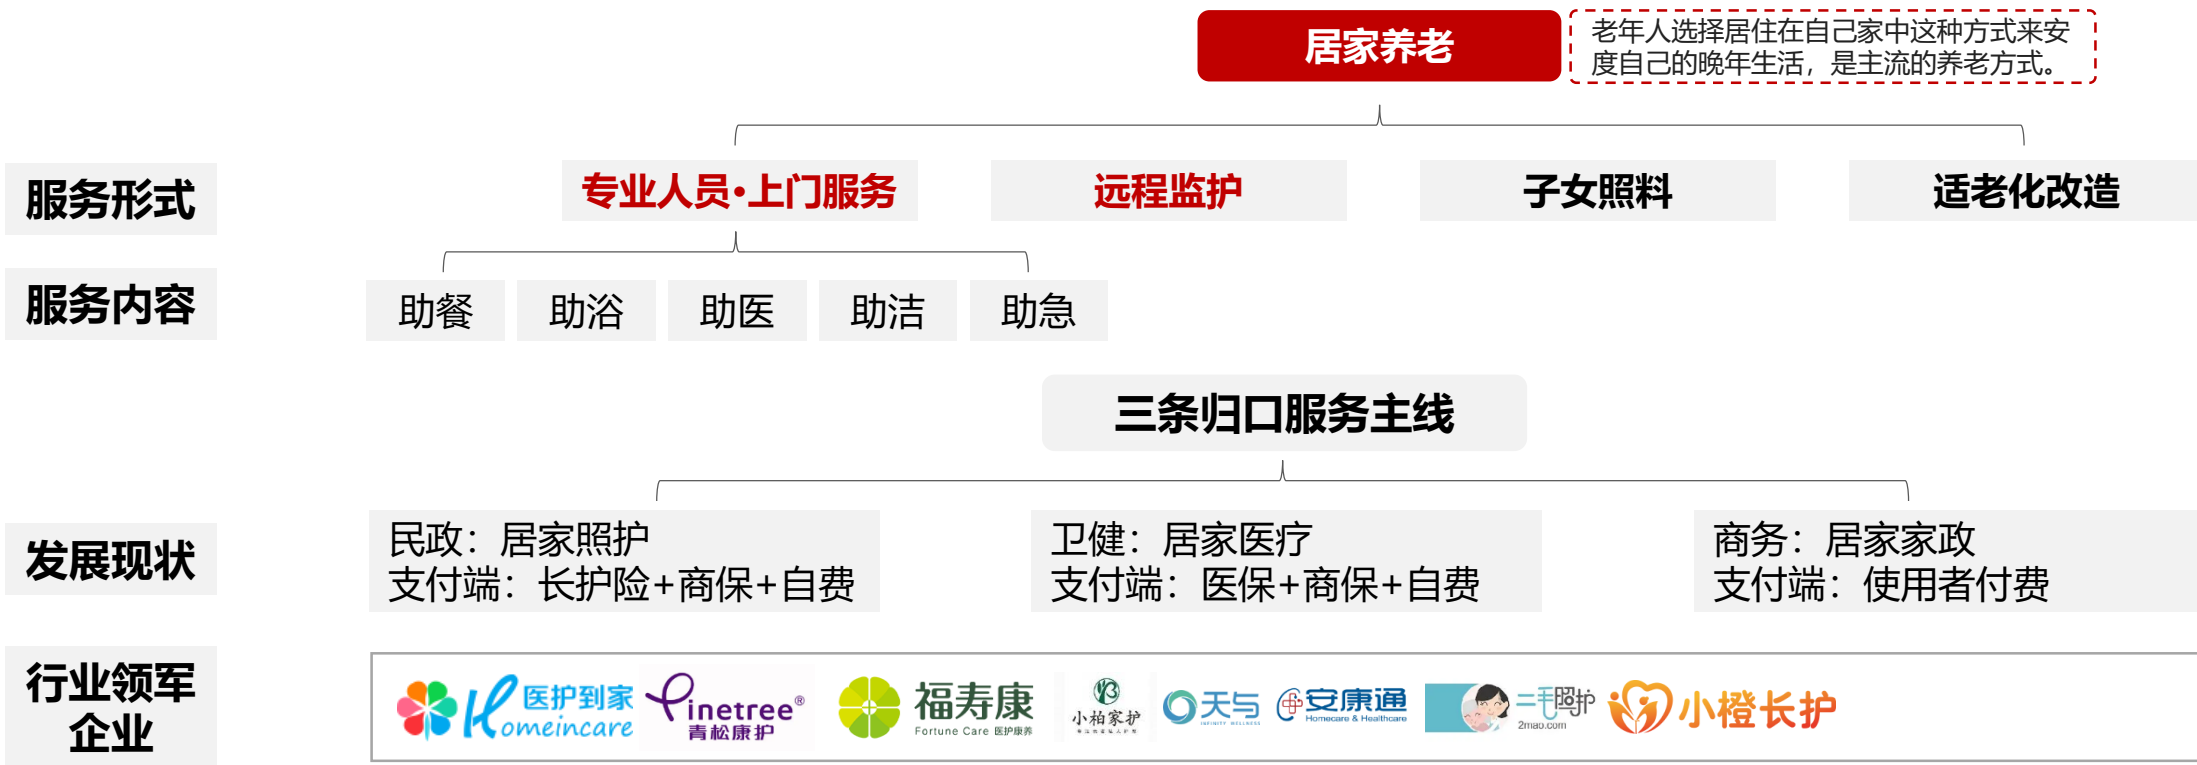 居家养老
老年人选择居住在自己家中这种方式来安
度自己的晚年生活，是主流的养老方式。
服务形式
专业人员·上门服务
远程监护
子女照料
适老化改造
服务内容
助餐
助浴
助医
助洁
助急
三条归口服务主线
发展现状
民政：居家照护
支付端：长护险+商保+自费
卫健：居家医疗
支付端：医保+商保+自费
商务：居家家政
支付端：使用者付费
行业领军
企业
医护到家
Homeincare
Pinetree®
青松康护
福寿康
Fortune Care 医护康养
小柏家护
天与
INFINITY WELLNESS
安康通
Homecare & Healthcare
二毛照护
2mao.com
小橙长护